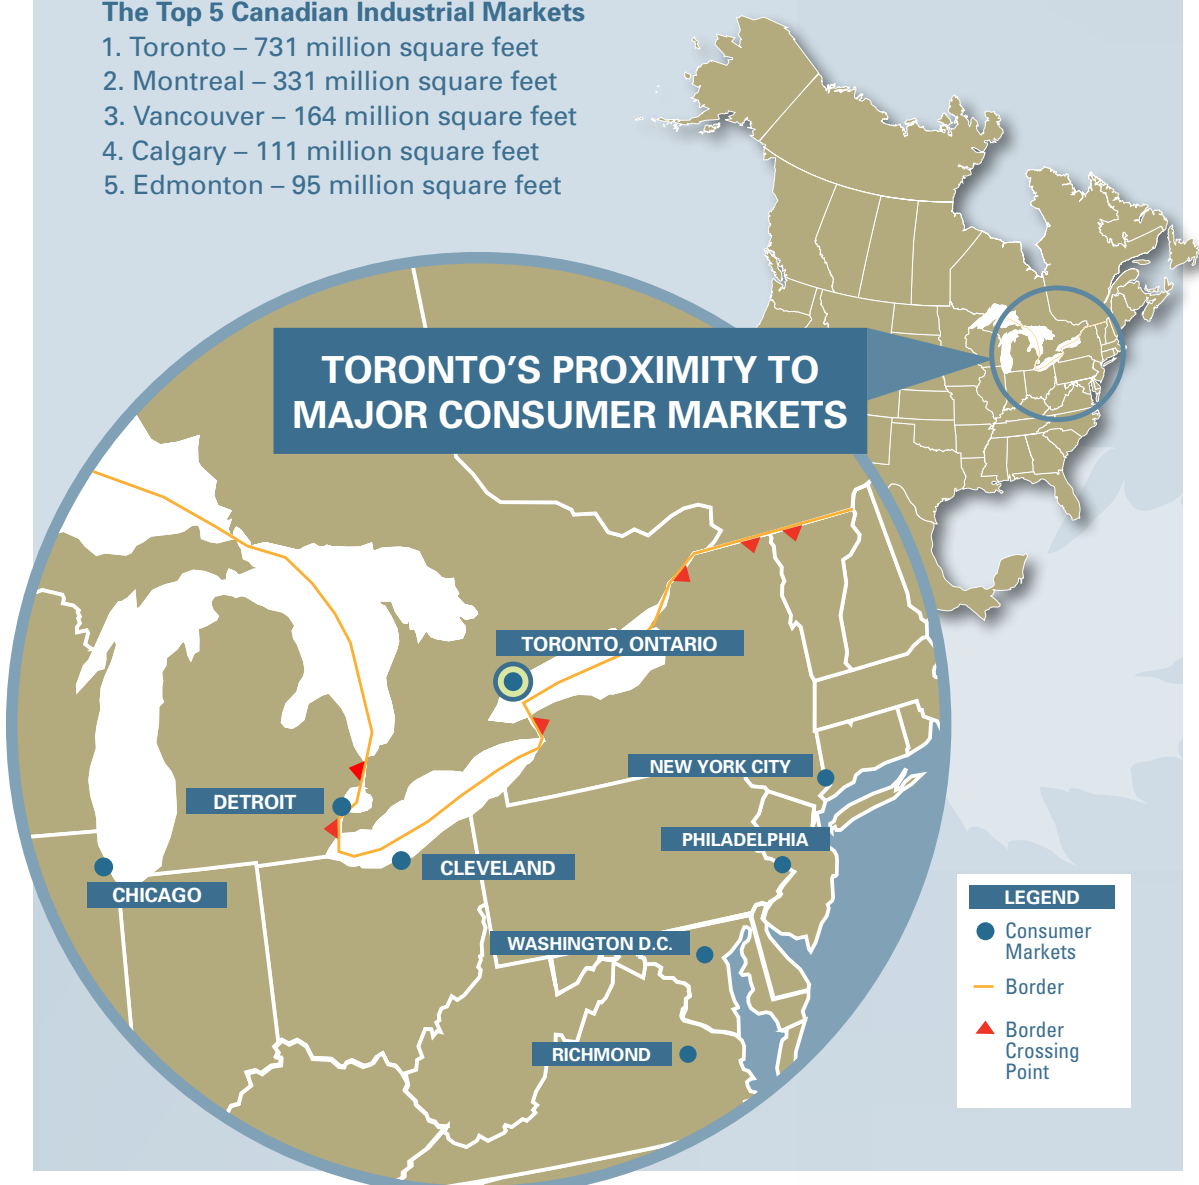 The Top 5 Canadian Industrial Markets
1. Toronto – 731 million square feet
2. Montreal – 331 million square feet
3. Vancouver – 164 million square feet
4. Calgary – 111 million square feet
5. Edmonton – 95 million square feet
TORONTO'S PROXIMITY TO
MAJOR CONSUMER MARKETS
TORONTO, ONTARIO
NEW YORK CITY
DETROIT
PHILADELPHIA
CLEVELAND
CHICAGO
WASHINGTON D.C.
RICHMOND
LEGEND
Consumer
Markets
Border
Border
Crossing
Point